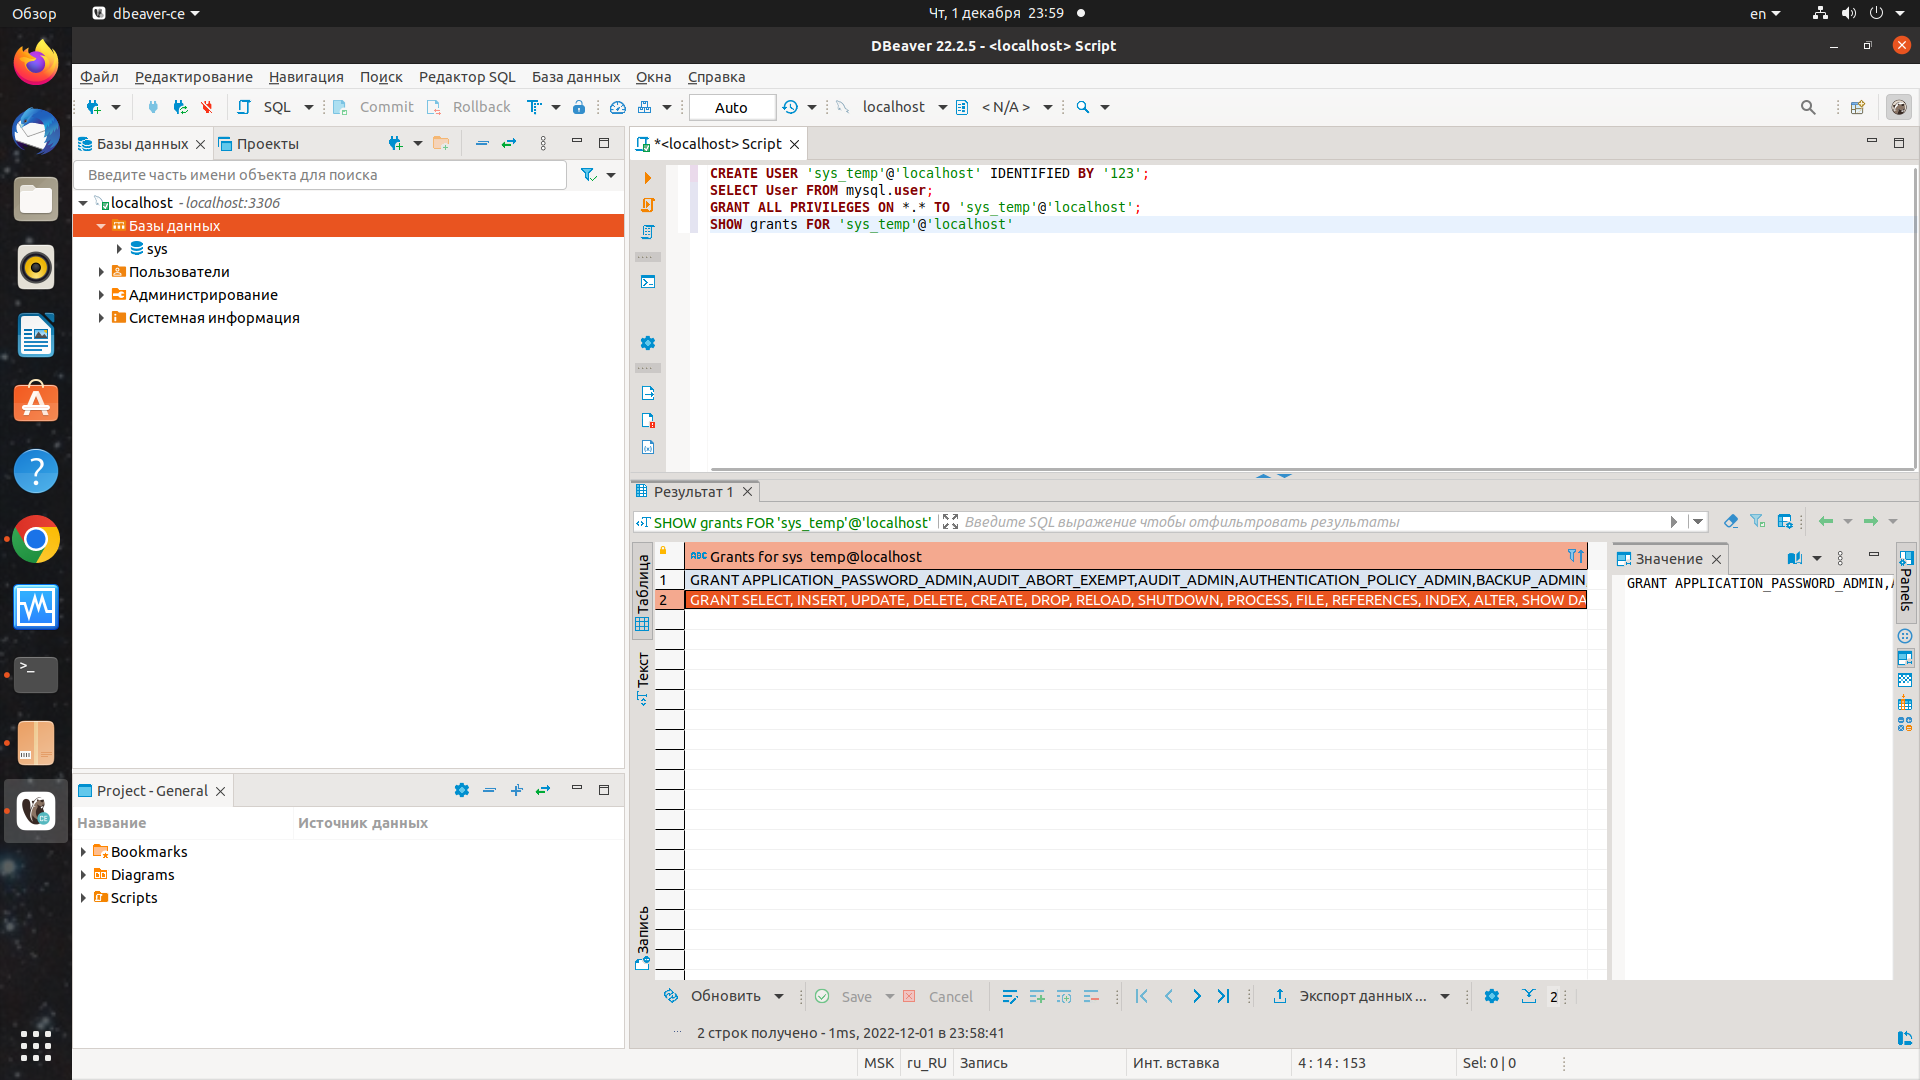 Обзор
dbeaver-ce
Чт, 1 декабря 23:59
en
DBeaver 22.2.5 - <localhost> Script
Файл Редактирование Навигация Поиск Редактор SQL База данных Окна Справка
SQL Commit Rollback Auto localhost < N/A >
Базы данных Проекты
Введите часть имени объекта для поиска
localhost - localhost:3306
Базы данных
sys
Пользователи
Администрирование
Системная информация
*<localhost> Script
CREATE USER 'sys_temp'@'localhost' IDENTIFIED BY '123';
SELECT User FROM mysql.user;
GRANT ALL PRIVILEGES ON *.* TO 'sys_temp'@'localhost';
SHOW grants FOR 'sys_temp'@'localhost'
Результат 1
SHOW grants FOR 'sys_temp'@'localhost' Введите SQL выражение чтобы отфильтровать результаты
Таблица
Текст
Запись
ABC Grants for sys_temp@localhost
1 GRANT APPLICATION_PASSWORD_ADMIN,AUDIT_ABORT_EXEMPT,AUDIT_ADMIN,AUTHENTICATION_POLICY_ADMIN,BACKUP_ADMIN
2 GRANT SELECT, INSERT, UPDATE, DELETE, CREATE, DROP, RELOAD, SHUTDOWN, PROCESS, FILE, REFERENCES, INDEX, ALTER, SHOW DA
Значение
GRANT APPLICATION_PASSWORD_ADMIN,A
Panels
Обновить Save Cancel Экспорт данных ... 2
2 строк получено - 1ms, 2022-12-01 в 23:58:41
Project - General
Название Источник данных
Bookmarks
Diagrams
Scripts
MSK ru_RU Запись Инт. вставка 4 : 14 : 153 Sel: 0 | 0